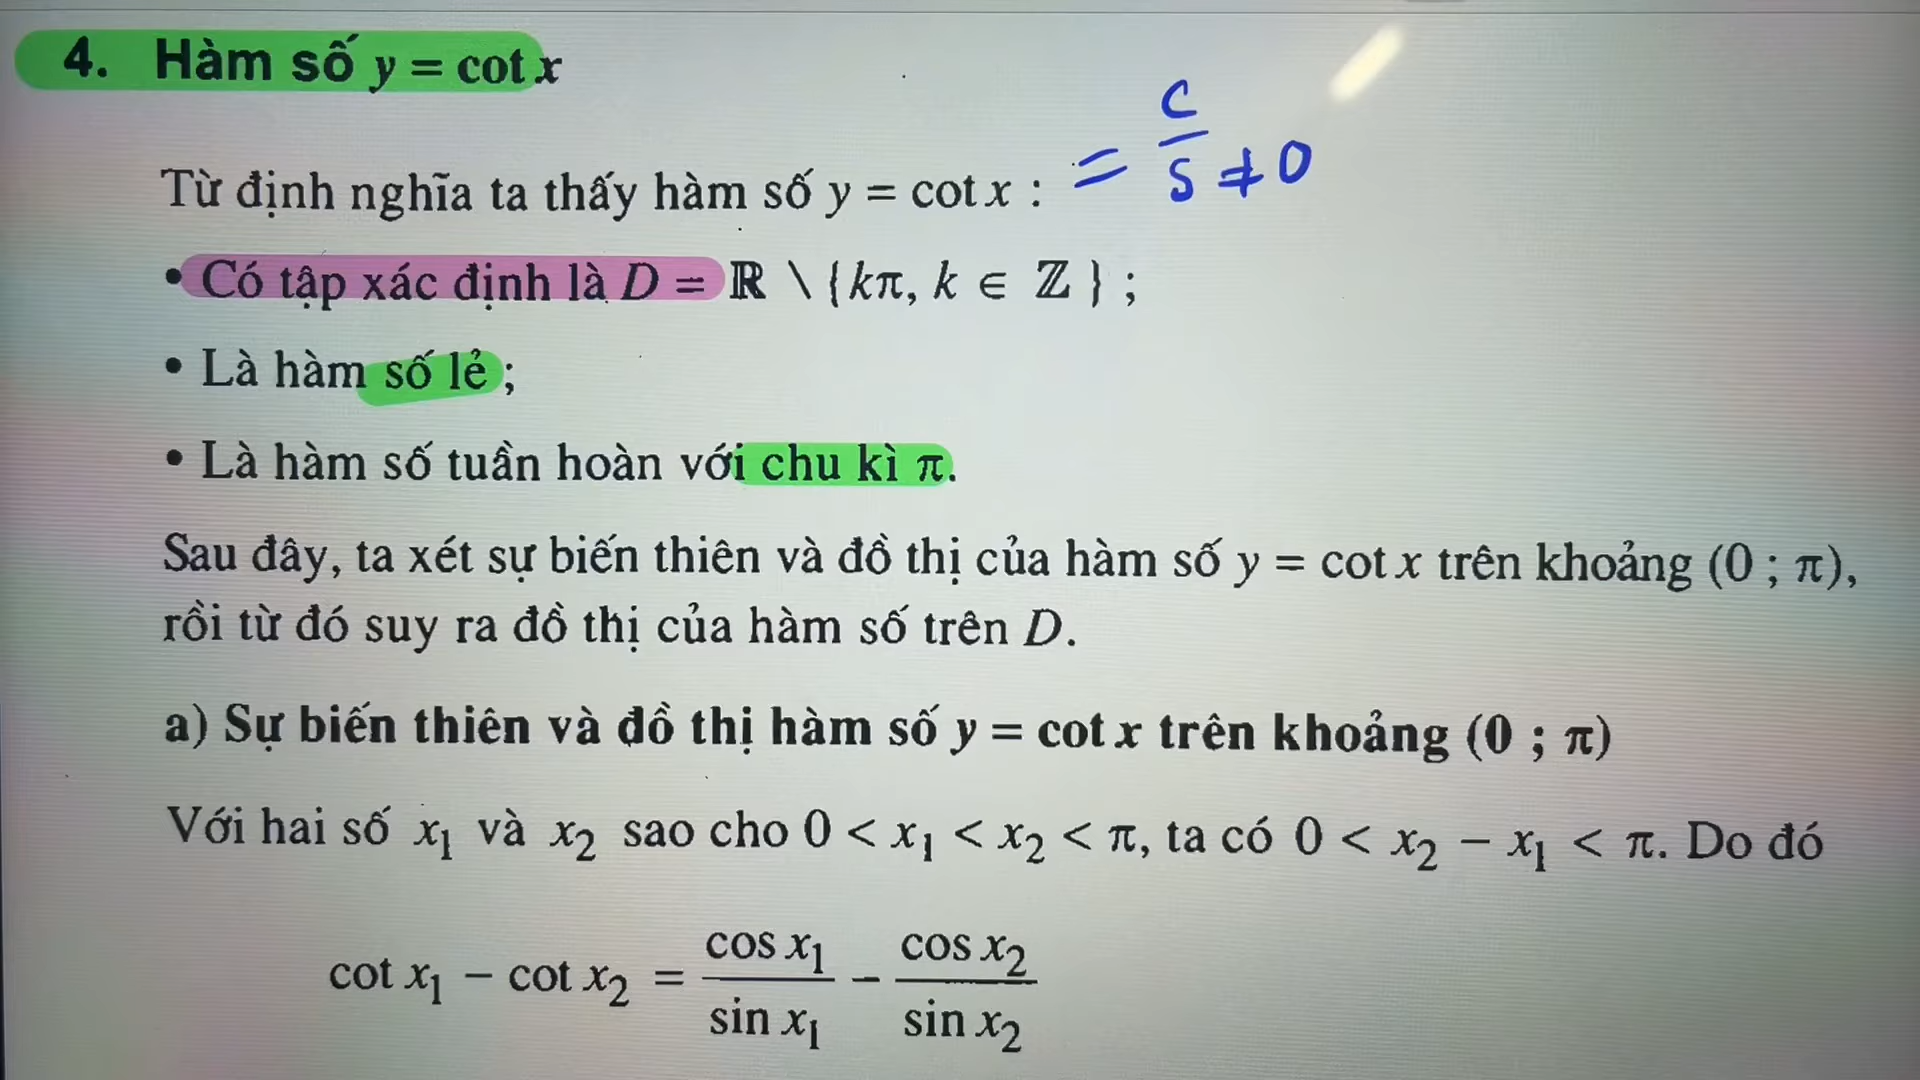 4. Hàm số y = cot x
Từ định nghĩa ta thấy hàm số y = cot x : = c/s ≠ 0
• Có tập xác định là D = ℝ \ {kπ, k ∈ ℤ} ;
• Là hàm số lẻ ;
• Là hàm số tuần hoàn với chu kì π.
Sau đây, ta xét sự biến thiên và đồ thị của hàm số y = cot x trên khoảng (0 ; π),
rồi từ đó suy ra đồ thị của hàm số trên D.
a) Sự biến thiên và đồ thị hàm số y = cot x trên khoảng (0 ; π)
Với hai số x₁ và x₂ sao cho 0 < x₁ < x₂ < π, ta có 0 < x₂ − x₁ < π. Do đó
cot x₁ − cot x₂ = cos x₁/sin x₁ − cos x₂/sin x₂